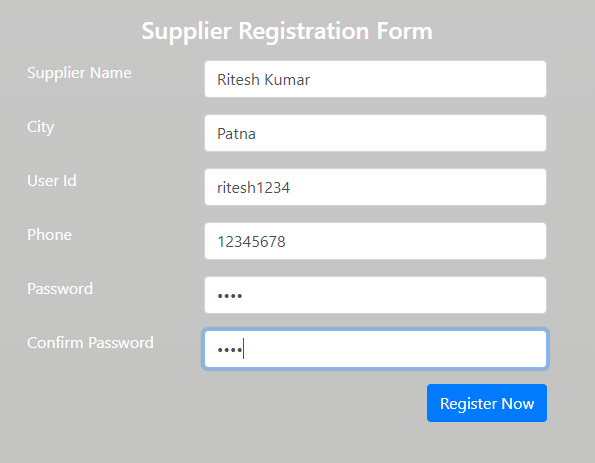 Supplier Registration Form
Supplier Name Ritesh Kumar
City Patna
User Id ritesh1234
Phone 12345678
Password ••••
Confirm Password ••••
Register Now